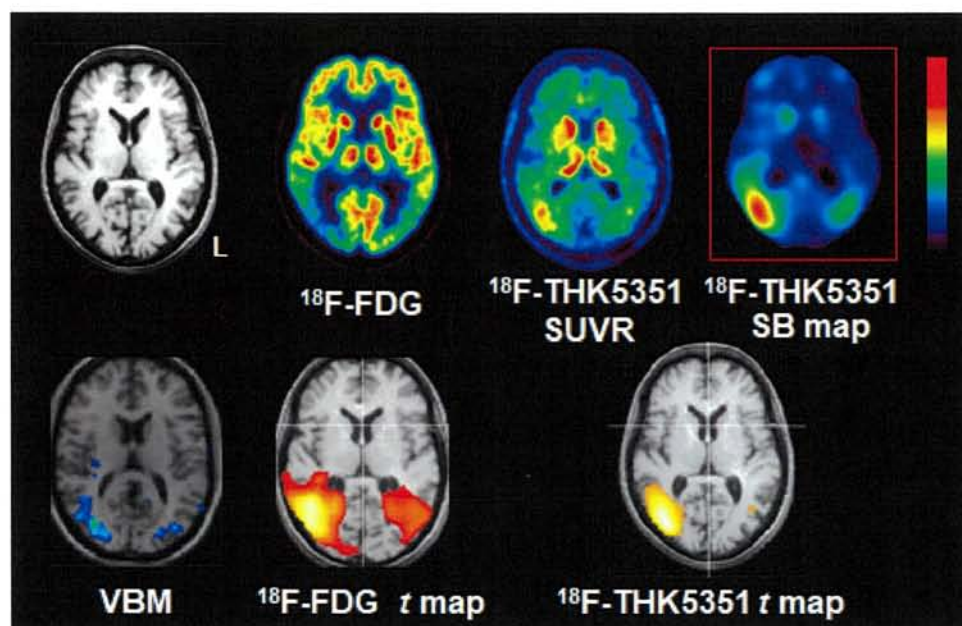 L
¹⁸F-FDG
¹⁸F-THK5351
SUVR
¹⁸F-THK5351
SB map
VBM
¹⁸F-FDG t map
¹⁸F-THK5351 t map